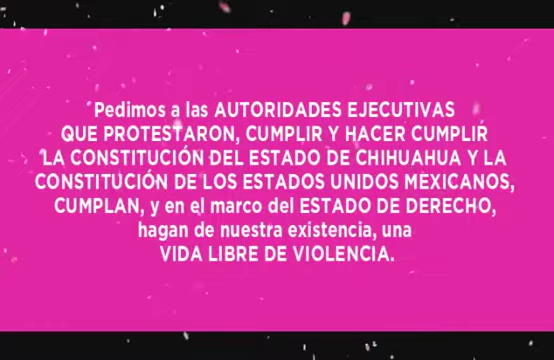 Pedimos a las AUTORIDADES EJECUTIVAS
QUE PROTESTARON, CUMPLIR Y HACER CUMPLIR
LA CONSTITUCIÓN DEL ESTADO DE CHIHUAHUA Y LA
CONSTITUCIÓN DE LOS ESTADOS UNIDOS MEXICANOS,
CUMPLAN, y en el marco del ESTADO DE DERECHO,
hagan de nuestra existencia, una
VIDA LIBRE DE VIOLENCIA.